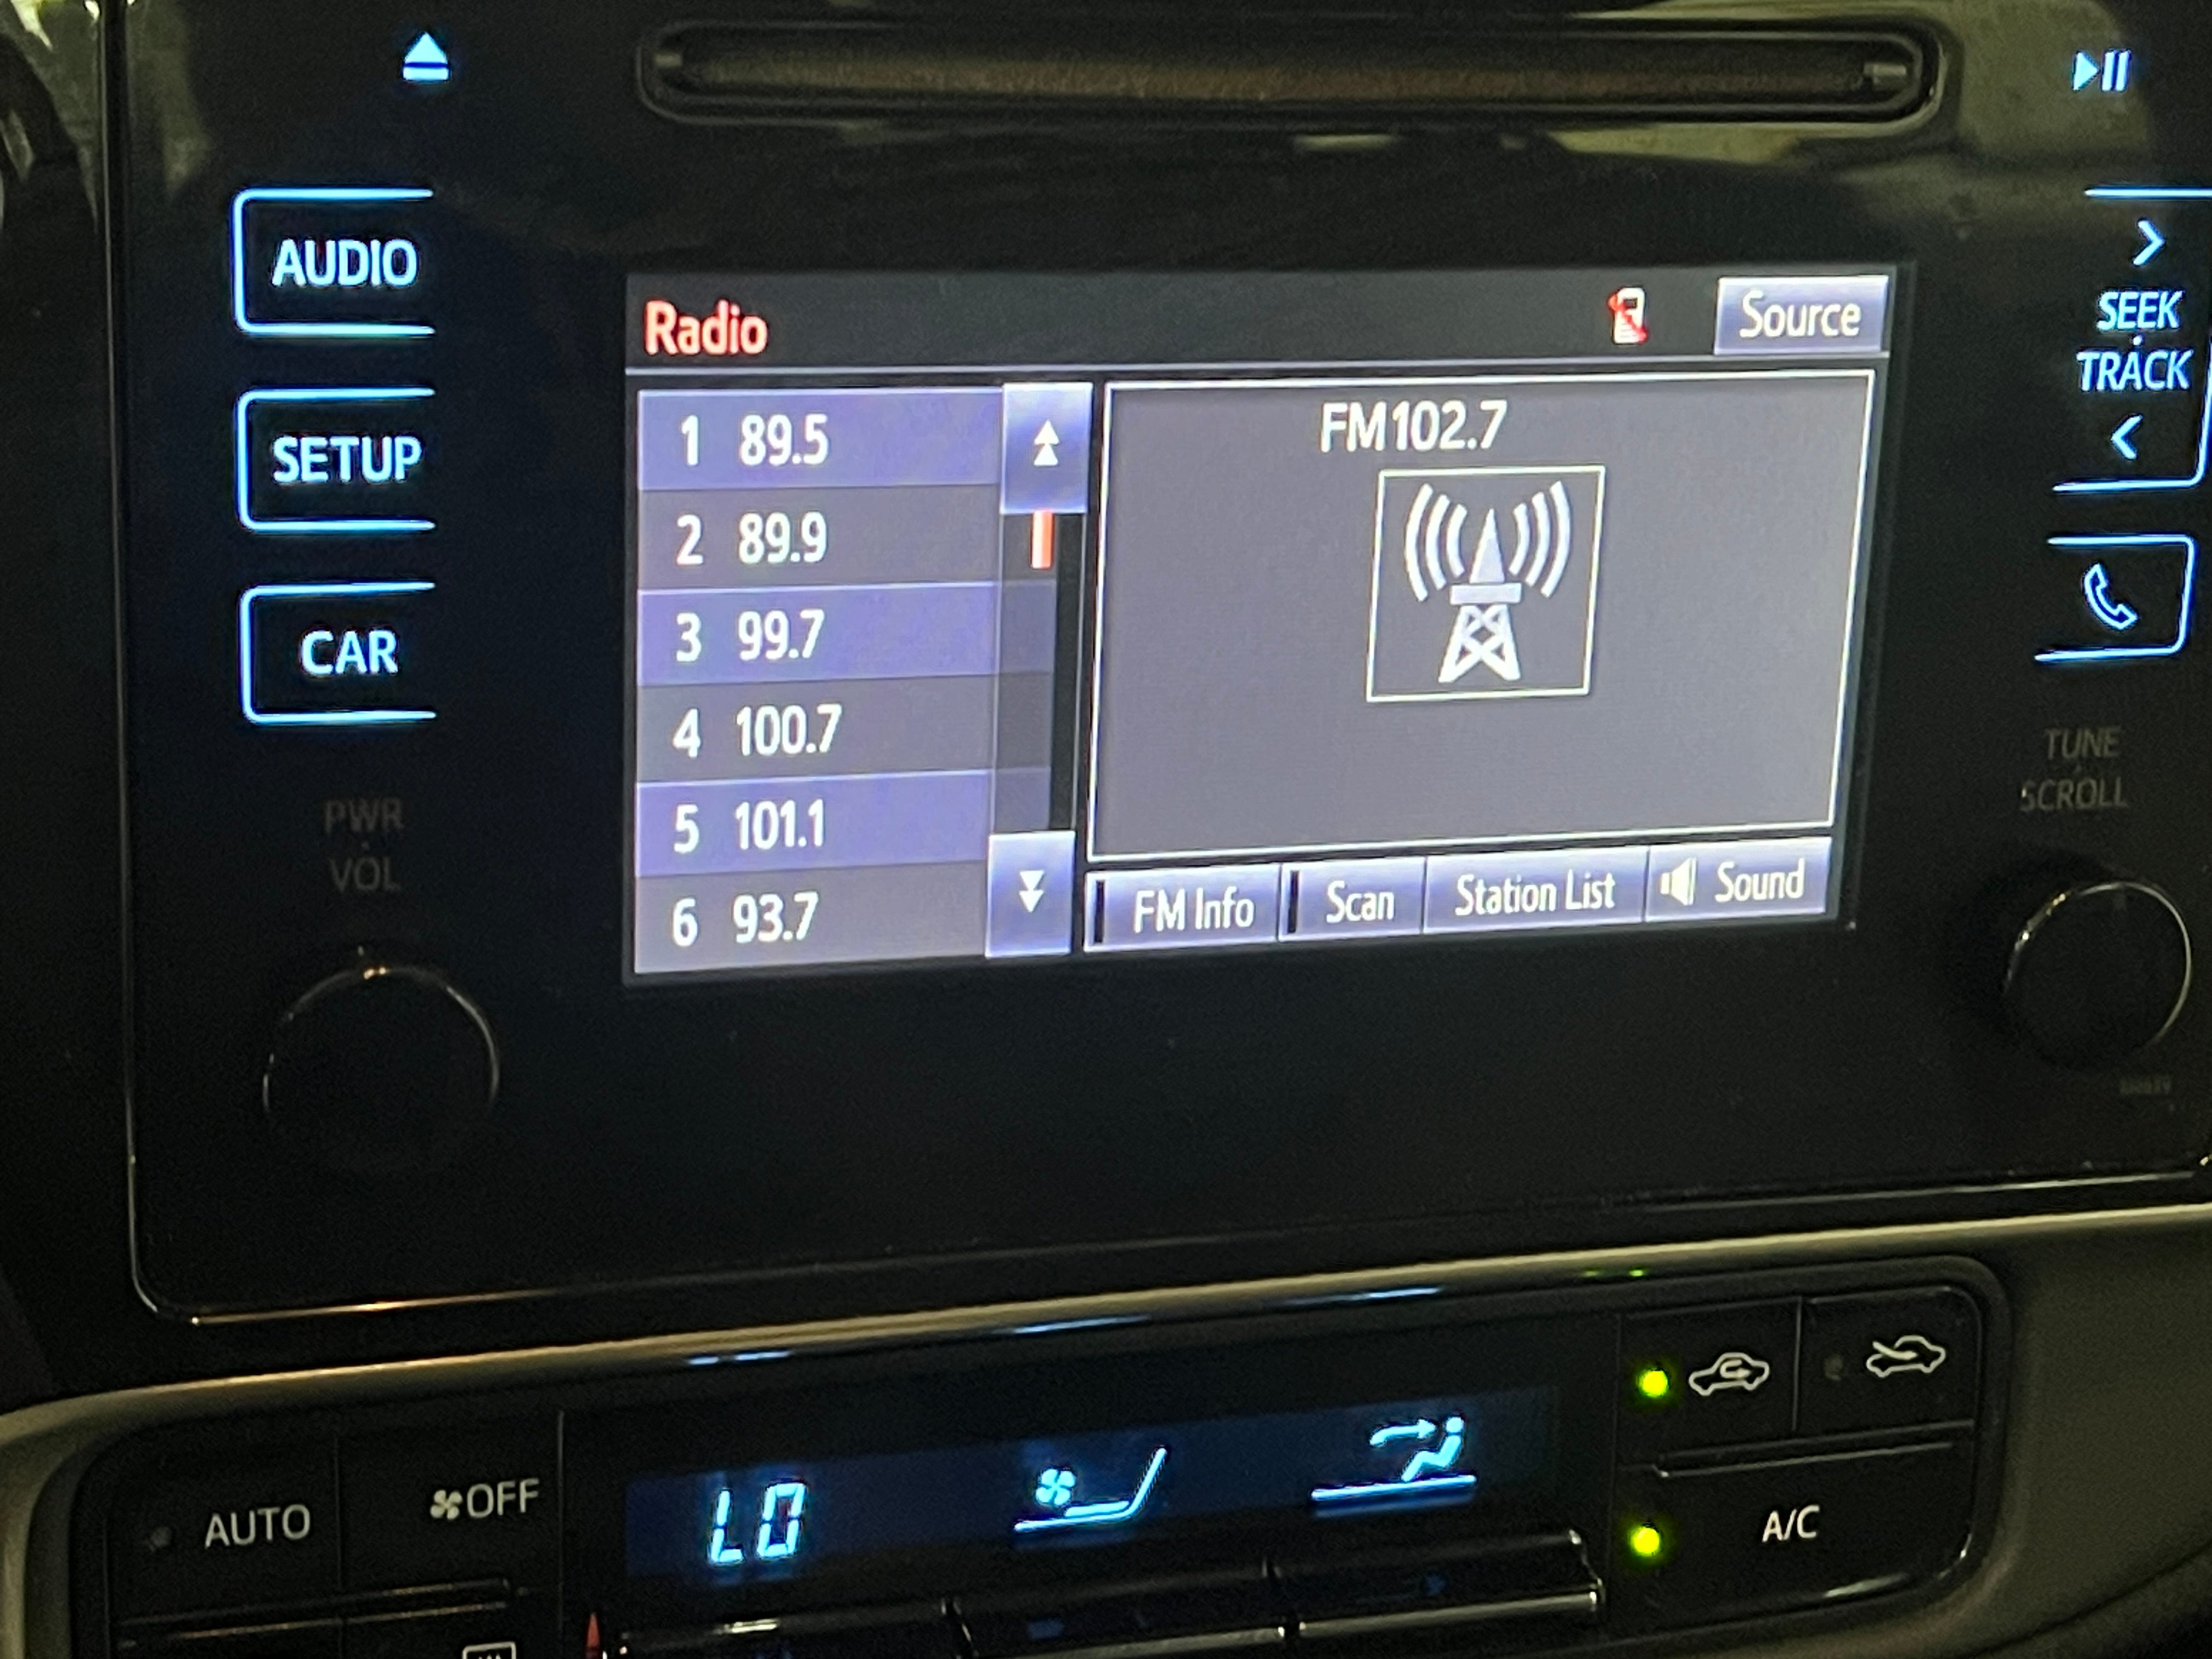 AUDIO
SETUP
CAR
PWR
VOL
Radio
Source
1 89.5
2 89.9
3 99.7
4 100.7
5 101.1
6 93.7
FM102.7
FM Info
Scan
Station List
Sound
SEEK
TRACK
TUNE
SCROLL
AUTO
OFF
LO
A/C